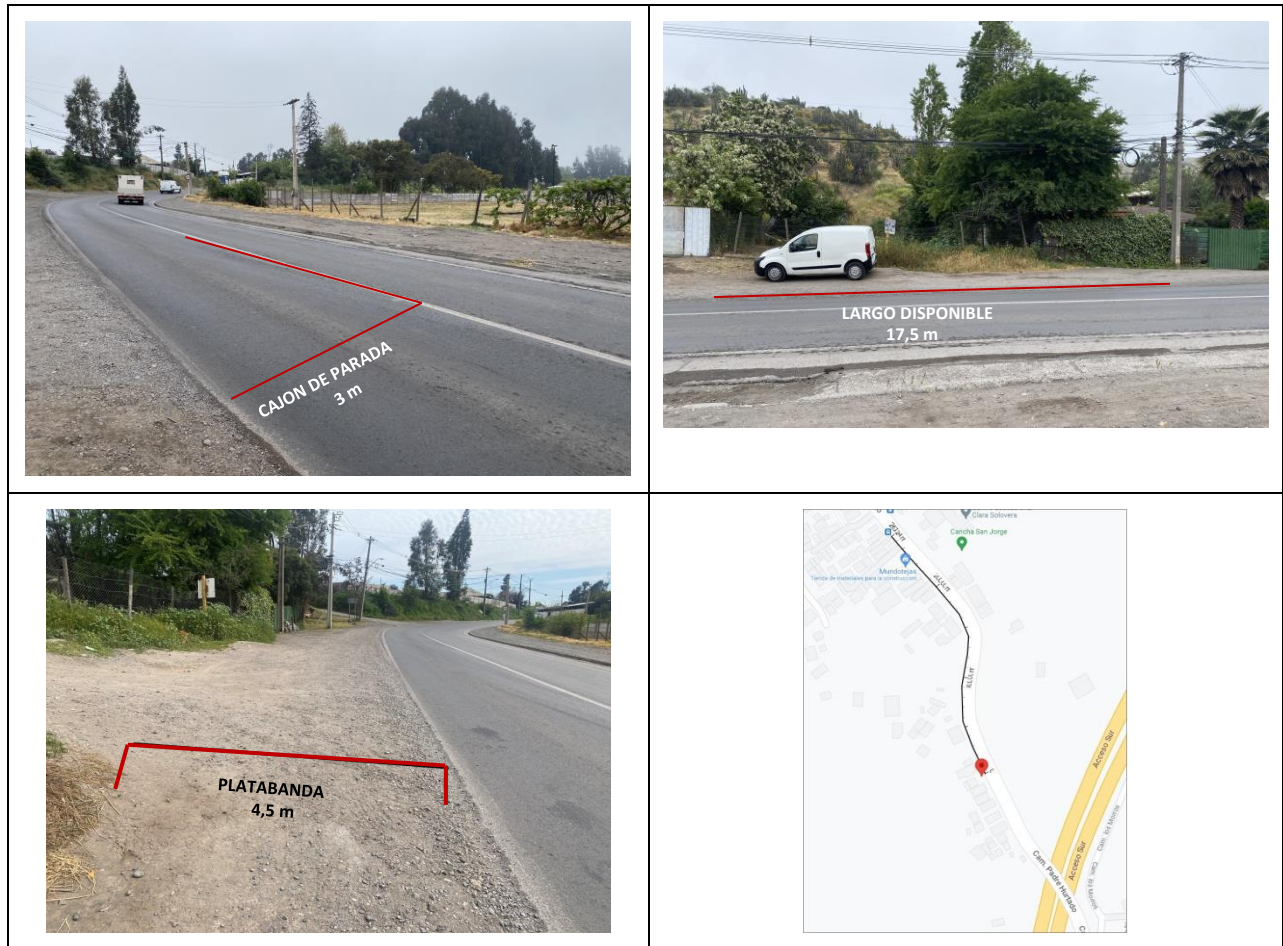 CAJON DE PARADA
3 m
LARGO DISPONIBLE
17,5 m
PLATABANDA
4,5 m
Clara Solovera
Cancha San Jorge
Mundotejas
Tienda de materiales para la construcción
Acceso Sur
Acceso Sur
Cam. Padre Hurtado